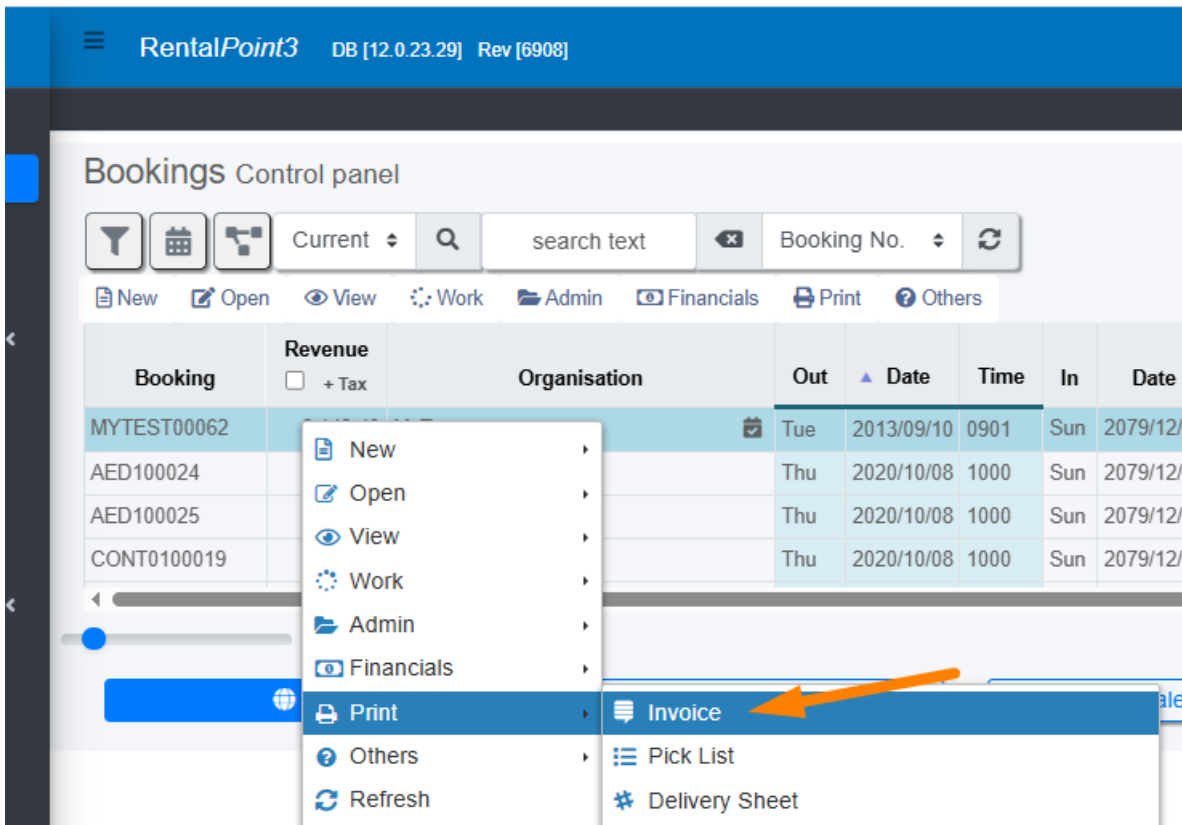 RentalPoint3 DB [12.0.23.29] Rev [6908]
Bookings Control panel
Current search text Booking No.
New Open View Work Admin Financials Print Others
Booking Revenue + Tax Organisation Out Date Time In Date
MYTEST00062 Tue 2013/09/10 0901 Sun 2079/12/
AED100024 Thu 2020/10/08 1000 Sun 2079/12/
AED100025 Thu 2020/10/08 1000 Sun 2079/12/
CONT0100019 Thu 2020/10/08 1000 Sun 2079/12/
New
Open
View
Work
Admin
Financials
Print
Others
Refresh
Invoice
Pick List
Delivery Sheet